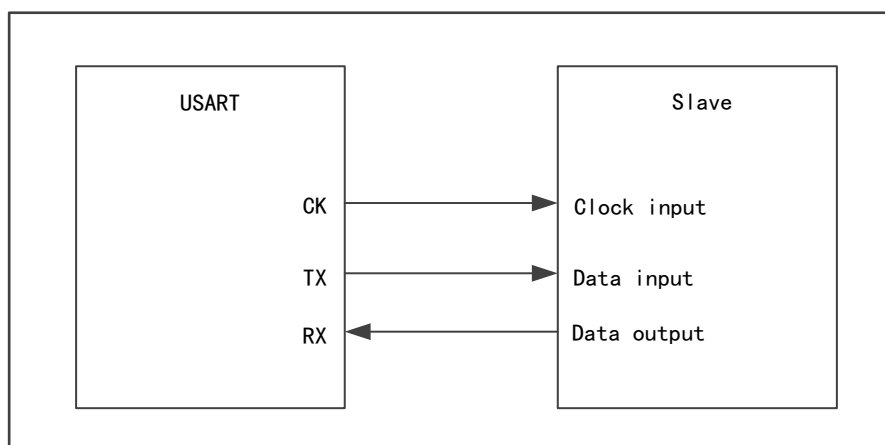 USART
Slave
CK
Clock input
TX
Data input
RX
Data output